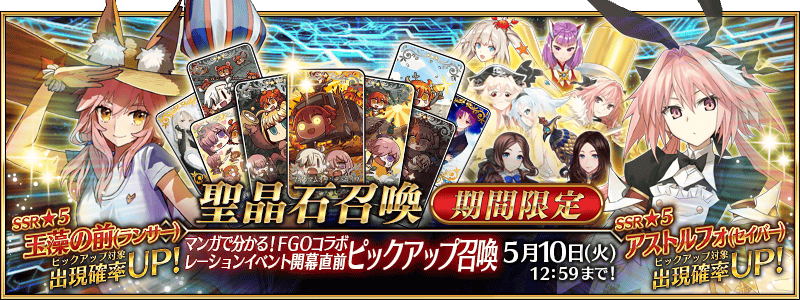 聖晶石召喚
期間限定
SSR★5
玉藻の前(ランサー)
ピックアップ対象
出現確率UP!
マンガで分かる!FGOコラボ
レーションイベント開幕直前
ピックアップ召喚
5月10日(火)
12:59まで!
SSR★5
アストルフォ(セイバー)
ピックアップ対象
出現確率UP!